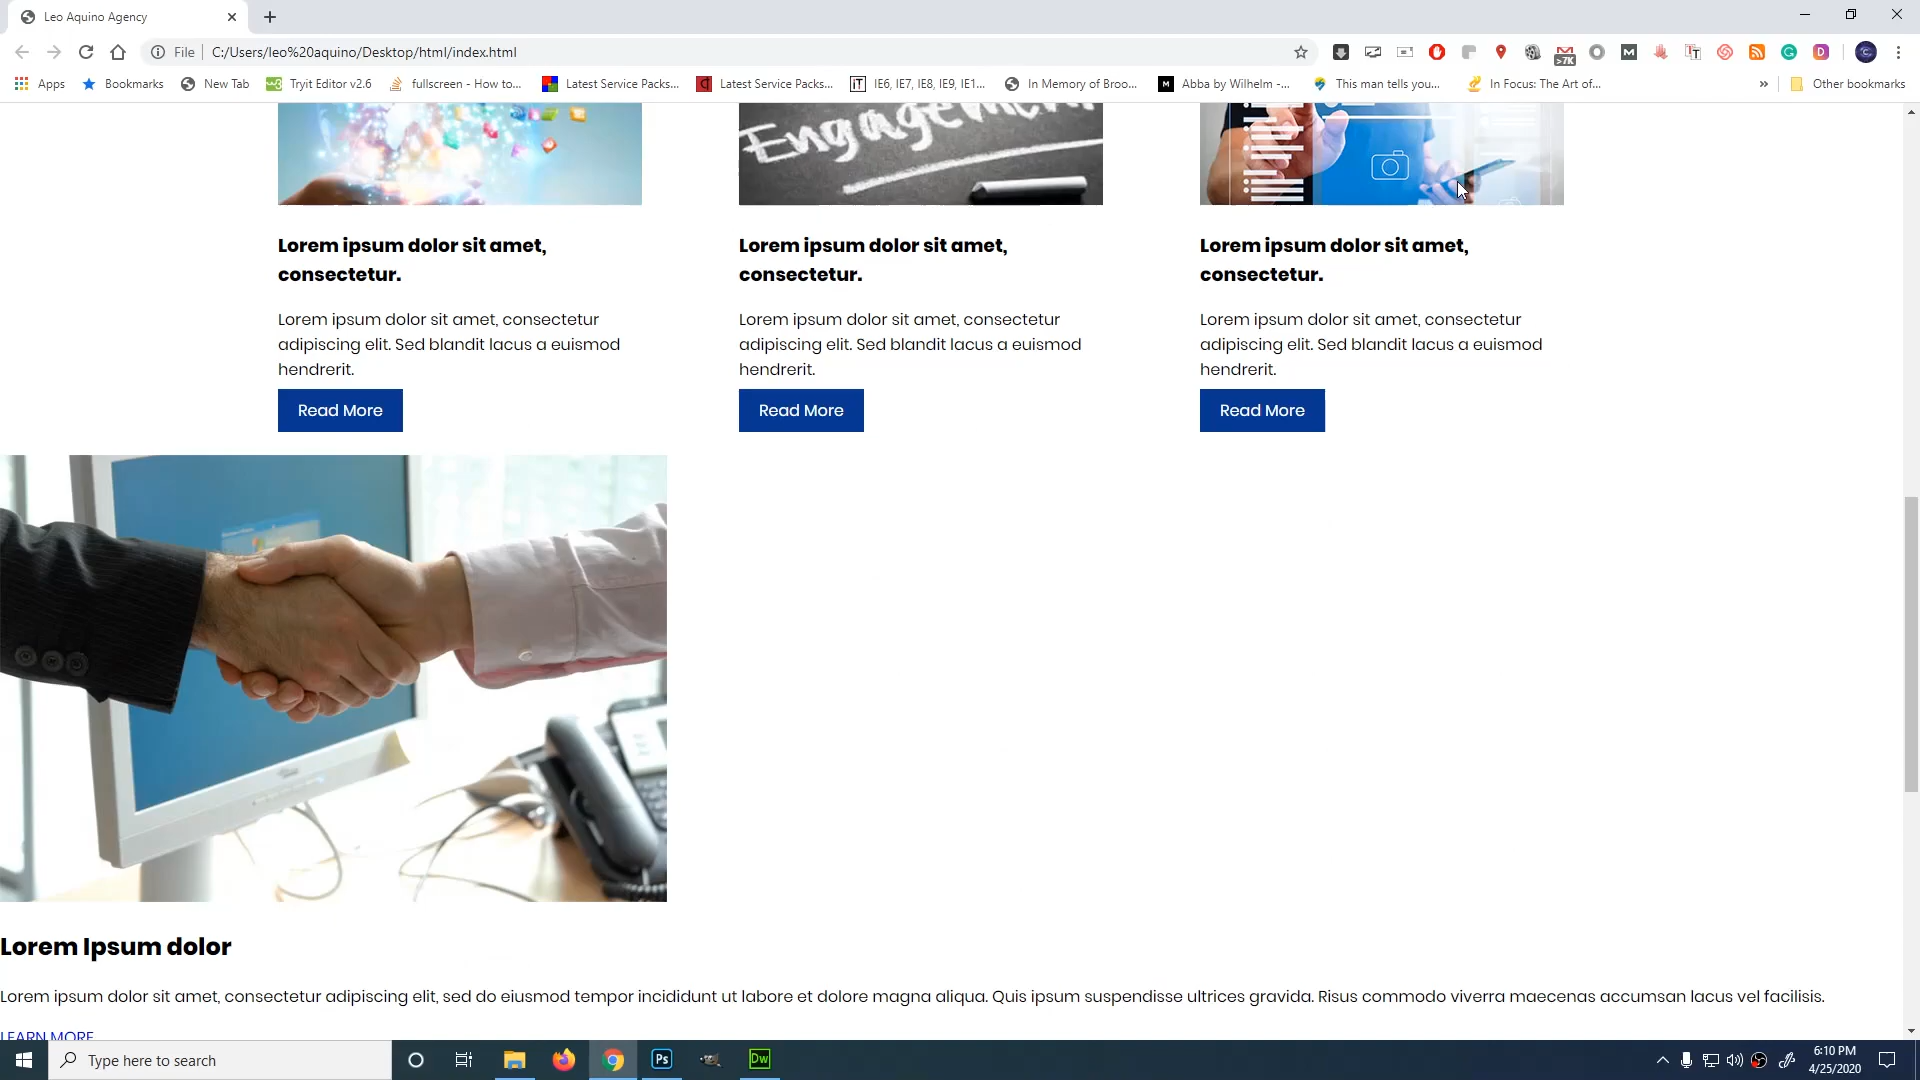 Leo Aquino Agency
File
C:/Users/leo%20aquino/Desktop/html/index.html
>7K
Apps
Bookmarks
New Tab
Tryit Editor v2.6
fullscreen - How to...
Latest Service Packs...
Latest Service Packs...
IE6, IE7, IE8, IE9, IE1...
In Memory of Broo...
Abba by Wilhelm -...
This man tells you...
In Focus: The Art of...
»
Other bookmarks
Engagement
Lorem ipsum dolor sit amet,
consectetur.
Lorem ipsum dolor sit amet, consectetur
adipiscing elit. Sed blandit lacus a euismod
hendrerit.
Read More
Lorem ipsum dolor sit amet,
consectetur.
Lorem ipsum dolor sit amet, consectetur
adipiscing elit. Sed blandit lacus a euismod
hendrerit.
Read More
Lorem ipsum dolor sit amet,
consectetur.
Lorem ipsum dolor sit amet, consectetur
adipiscing elit. Sed blandit lacus a euismod
hendrerit.
Read More
Lorem Ipsum dolor
Lorem ipsum dolor sit amet, consectetur adipiscing elit, sed do eiusmod tempor incididunt ut labore et dolore magna aliqua. Quis ipsum suspendisse ultrices gravida. Risus commodo viverra maecenas accumsan lacus vel facilisis.
LEARN MORE
Type here to search
Ps
Dw
6:10 PM
4/25/2020